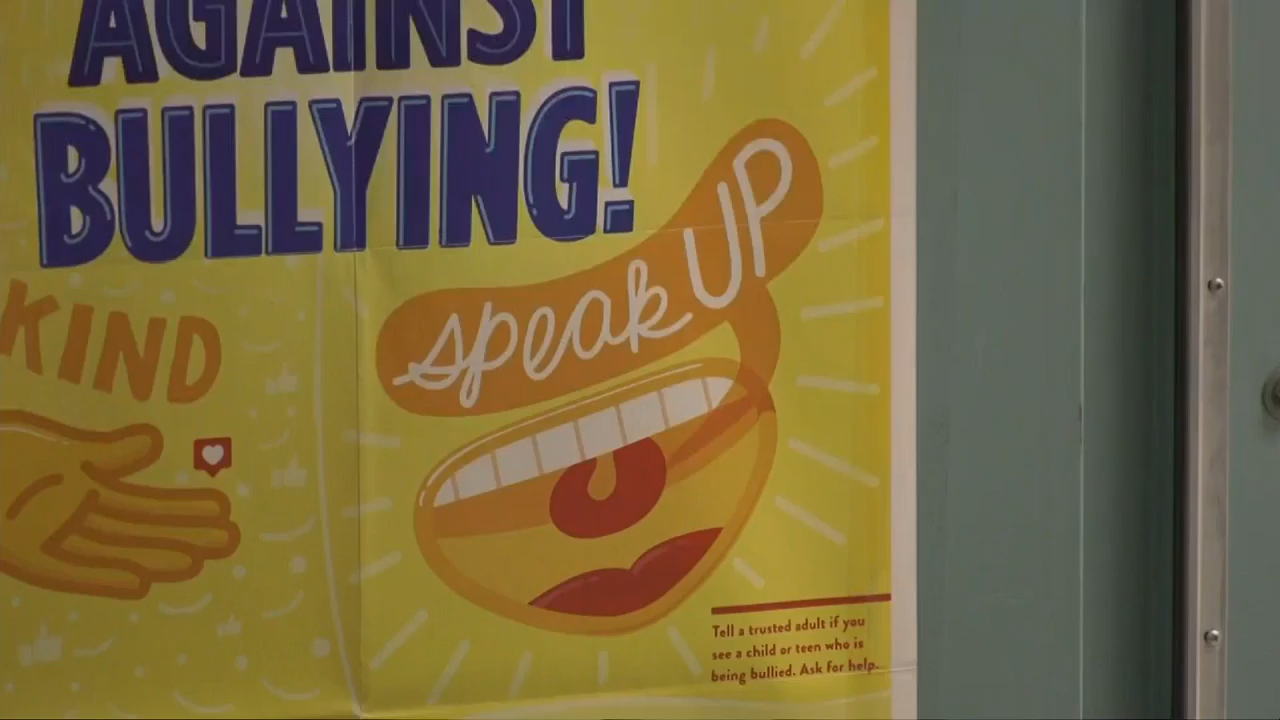 AGAINST
BULLYING!
speak UP
KIND
Tell a trusted adult if you
see a child or teen who is
being bullied. Ask for help.